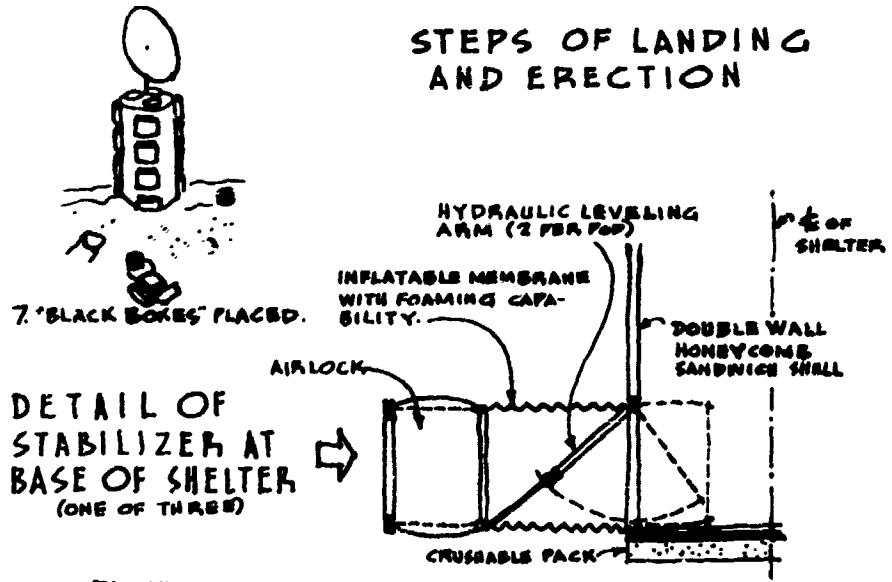 STEPS OF LANDING
AND ERECTION
7. "BLACK BOXES" PLACED.
HYDRAULIC LEVELING
ARM (2 PER POD)
℄ OF
SHELTER
INFLATABLE MEMBRANE
WITH FOAMING CAPA-
BILITY.
DOUBLE WALL
HONEYCOMB
SANDWICH SHELL
AIRLOCK
DETAIL OF
STABILIZER AT
BASE OF SHELTER
(ONE OF THREE)
CRUSHABLE PACK